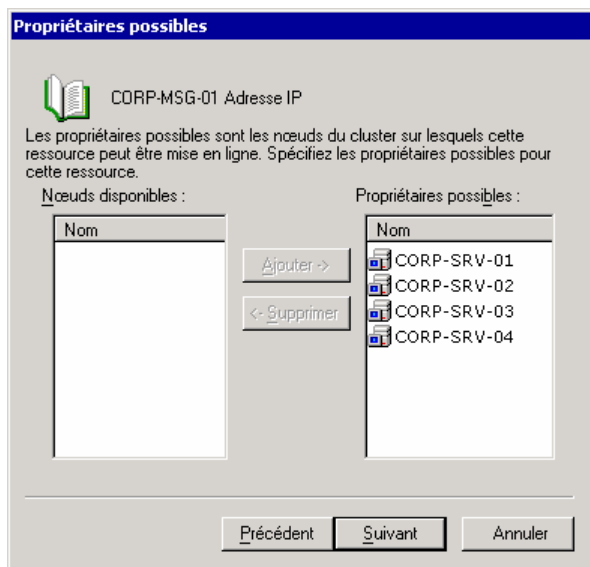 Propriétaires possibles
CORP-MSG-01 Adresse IP
Les propriétaires possibles sont les nœuds du cluster sur lesquels cette
ressource peut être mise en ligne. Spécifiez les propriétaires possibles pour
cette ressource.
Nœuds disponibles :
Propriétaires possibles :
Nom
Nom
Ajouter ->
<- Supprimer
CORP-SRV-01
CORP-SRV-02
CORP-SRV-03
CORP-SRV-04
Précédent
Suivant
Annuler